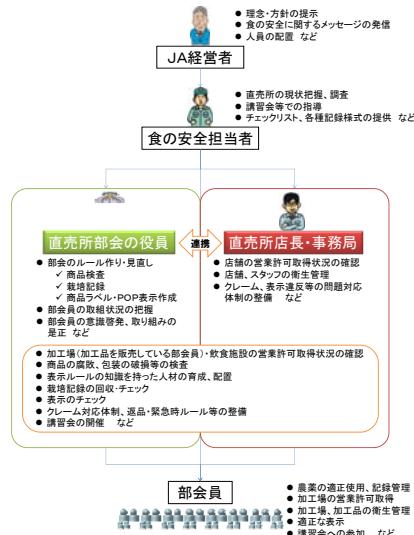 ● 理念・方針の提示
● 食の安全に関するメッセージの発信
● 人員の配置 など
JA経営者
● 直売所の現状把握、調査
● 講習会等での指導
● チェックリスト、各種記録様式の提供 など
食の安全担当者
直売所部会の役員
連携
直売所店長・事務局
● 部会のルール作り・見直し
✓ 商品検査
✓ 栽培記録
✓ 商品ラベル・POP表示作成
● 部会員の取組状況の把握
● 部会員の意識啓発、取り組みの
是正 など
● 店舗の営業許可取得状況の確認
● 店舗、スタッフの衛生管理
● クレーム、表示違反等の問題対応
体制の整備 など
● 加工場(加工品を販売している部会員)・飲食施設の営業許可取得状況の確認
● 商品の腐敗、包装の破損等の検査
● 表示ルールの知識を持った人材の育成、配置
● 栽培記録の回収・チェック
● 表示のチェック
● クレーム対応体制、返品・緊急時ルール等の整備
● 講習会の開催 など
部会員
● 農薬の適正使用、記録管理
● 加工場の営業許可取得
● 加工場、加工品の衛生管理
● 適正な表示
● 講習会への参加 など